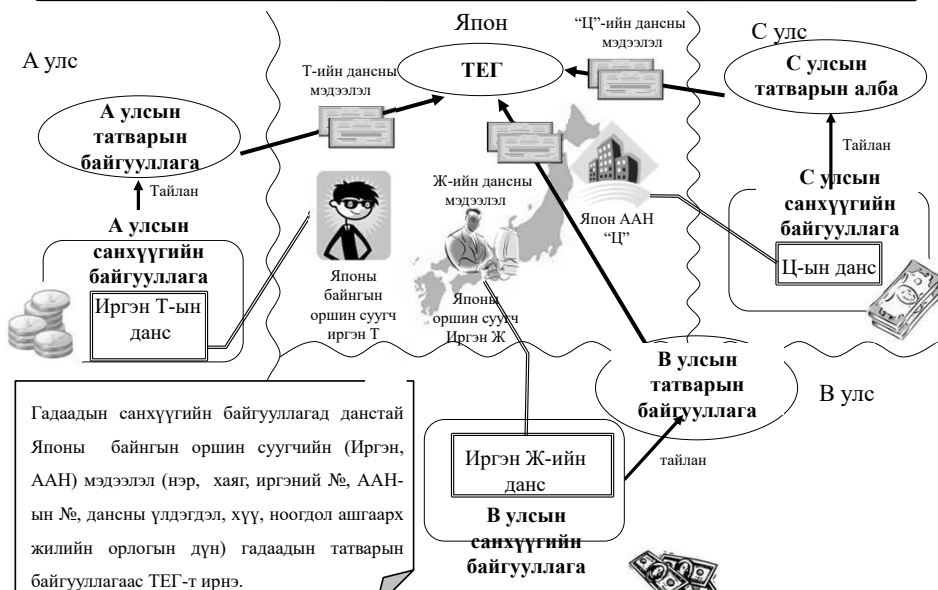 А улс
Япон
С улс
"Ц"-ийн дансны
мэдээлэл
ТЕГ
Т-ийн дансны
мэдээлэл
С улсын
татварын алба
А улсын
татварын
байгууллага
Тайлан
Тайлан
Ж-ийн дансны
мэдээлэл
С улсын
санхүүгийн
байгууллага
А улсын
санхүүгийн
байгууллага
Япон ААН
"Ц"
Ц-ын данс
Иргэн Т-ын
данс
Японы
байнгын
оршин суугч
иргэн Т
Японы
оршин суугч
Иргэн Ж
В улсын
татварын
байгууллага
В улс
Гадаадын санхүүгийн байгууллагад данстай
Японы байнгын оршин суугчийн (Иргэн,
ААН) мэдээлэл (нэр, хаяг, иргэний №, ААН-
ын №, дансны үлдэгдэл, хүү, ноогдол ашгаарх
жилийн орлогын дүн) гадаадын татварын
байгууллагаас ТЕГ-т ирнэ.
Иргэн Ж-ийн
данс
тайлан
В улсын
санхүүгийн
байгууллага